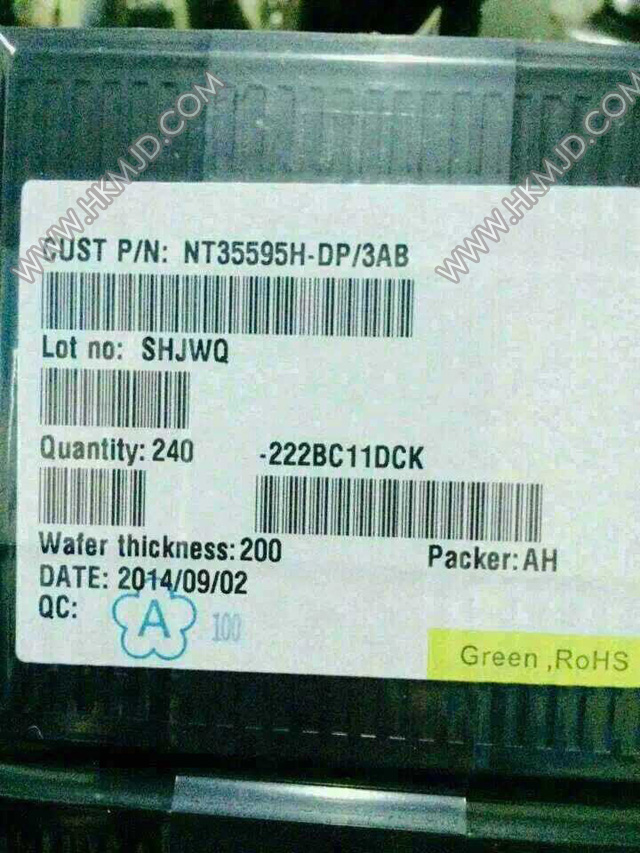 WWW.HKMJD.COM
WWW.HKMJD.COM
CUST P/N: NT35595H-DP/3AB
Lot no: SHJWQ
Quantity: 240 -222BC11DCK
Wafer thickness: 200 Packer: AH
DATE: 2014/09/02
QC: A 100
Green ,RoHS